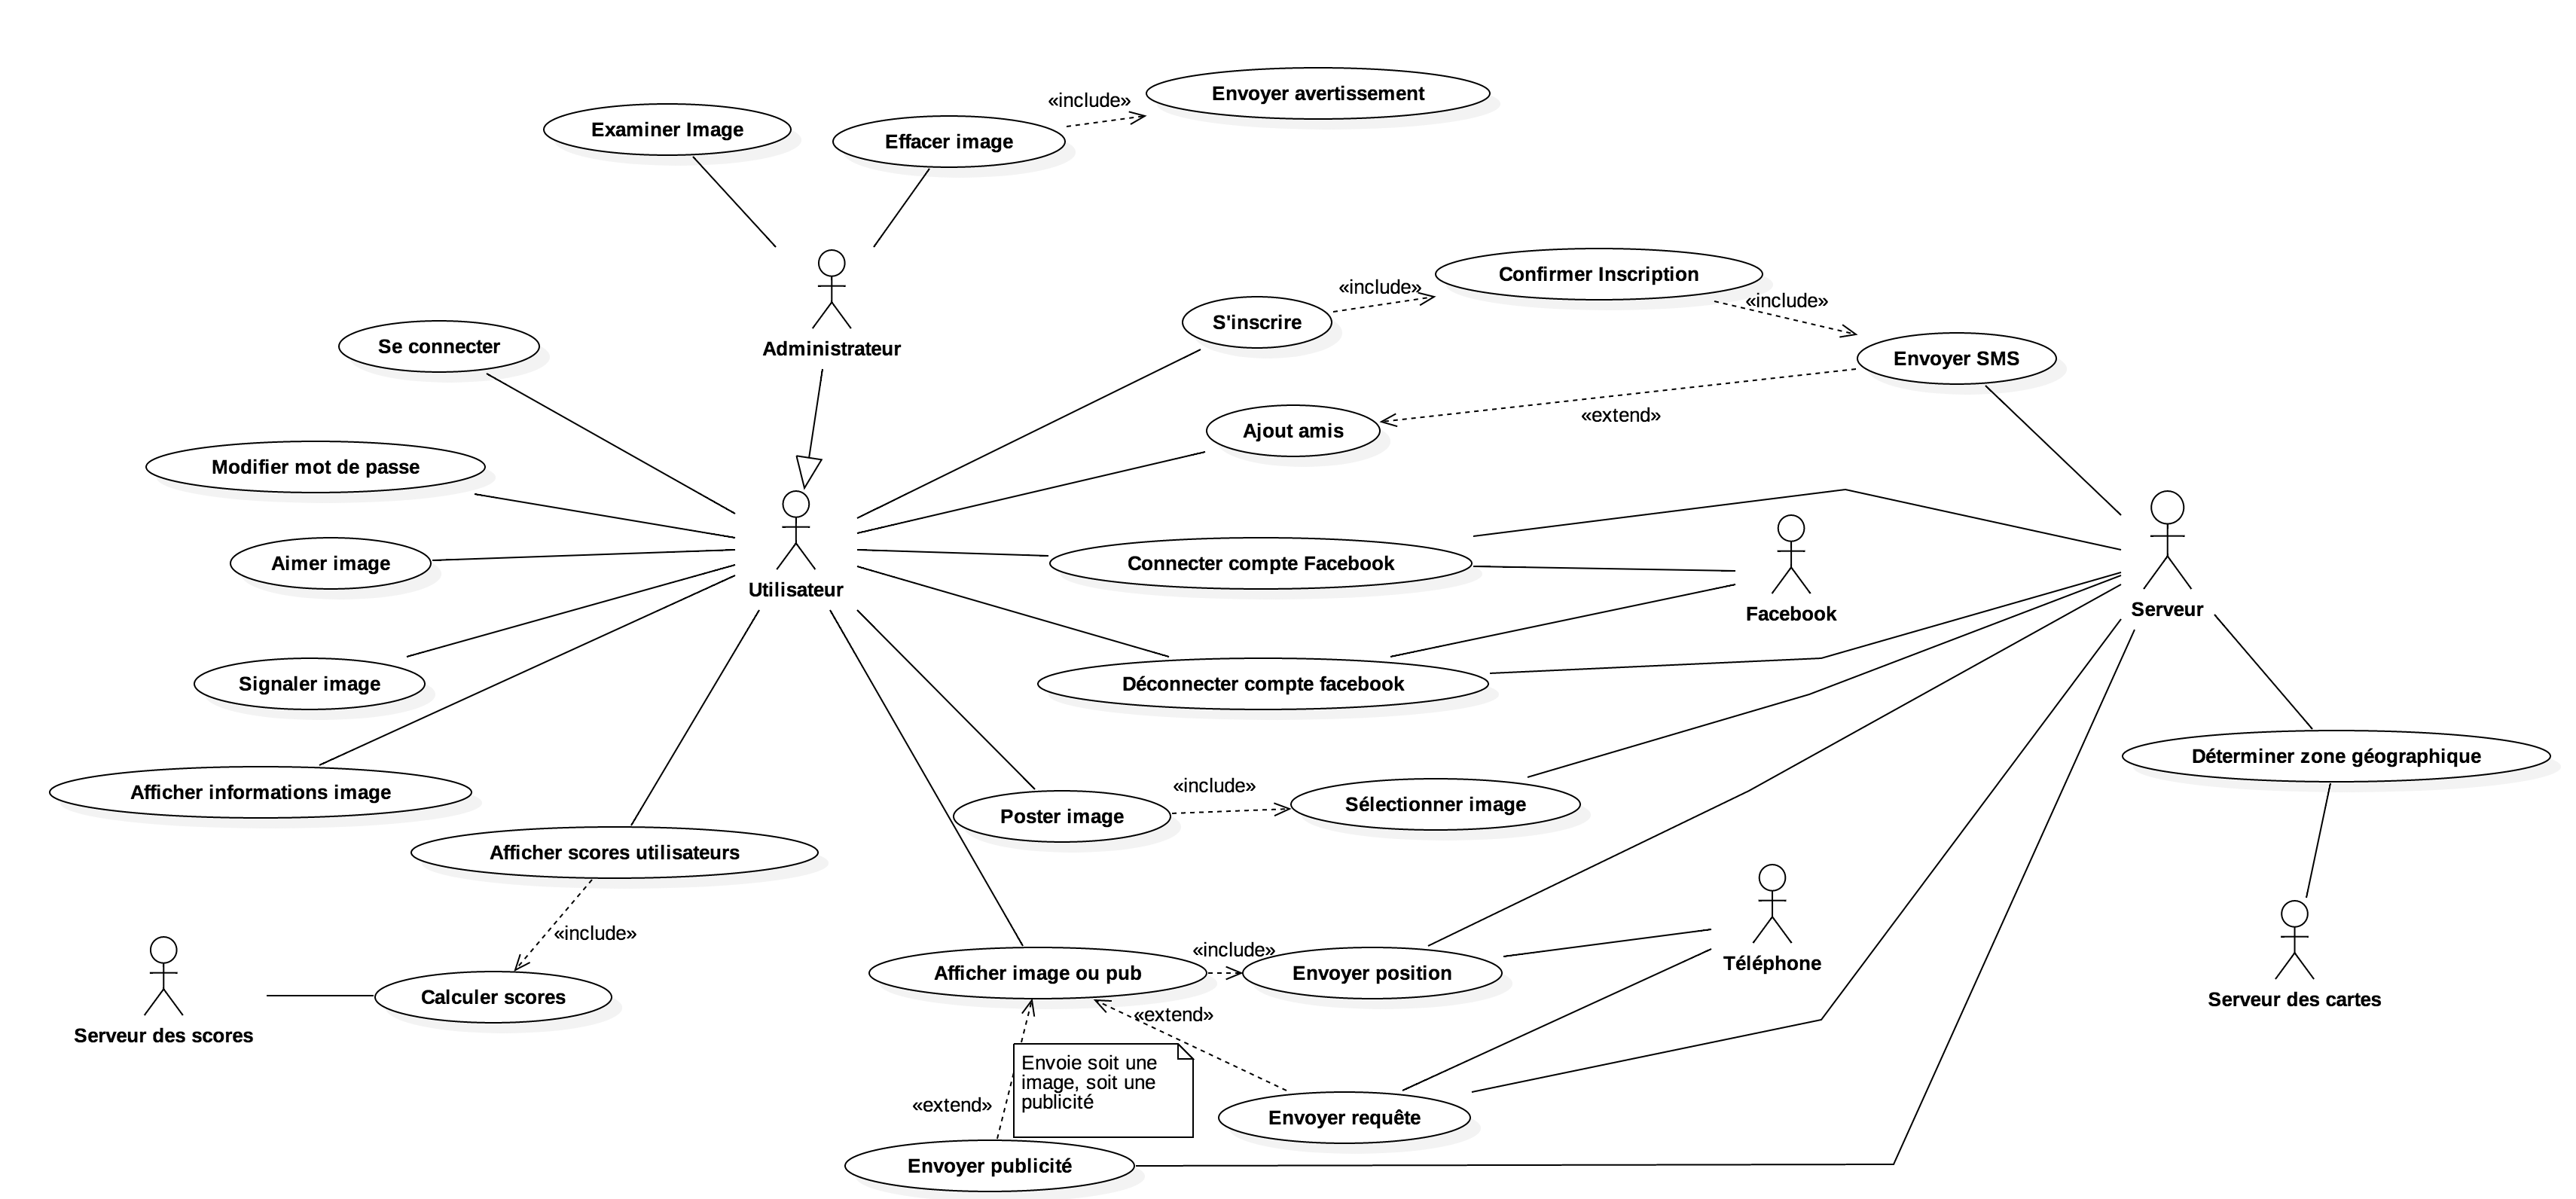 «include»
Envoyer avertissement
Examiner Image
Effacer image
Administrateur
S'inscrire
«include»
Confirmer Inscription
«include»
Envoyer SMS
Se connecter
Ajout amis
«extend»
Modifier mot de passe
Aimer image
Utilisateur
Connecter compte Facebook
Facebook
Serveur
Signaler image
Déconnecter compte facebook
Afficher informations image
Poster image
«include»
Sélectionner image
Déterminer zone géographique
Afficher scores utilisateurs
«include»
Serveur des scores
Calculer scores
Afficher image ou pub
«include»
Envoyer position
Téléphone
Serveur des cartes
«extend»
Envoie soit une
image, soit une
publicité
«extend»
Envoyer requête
Envoyer publicité